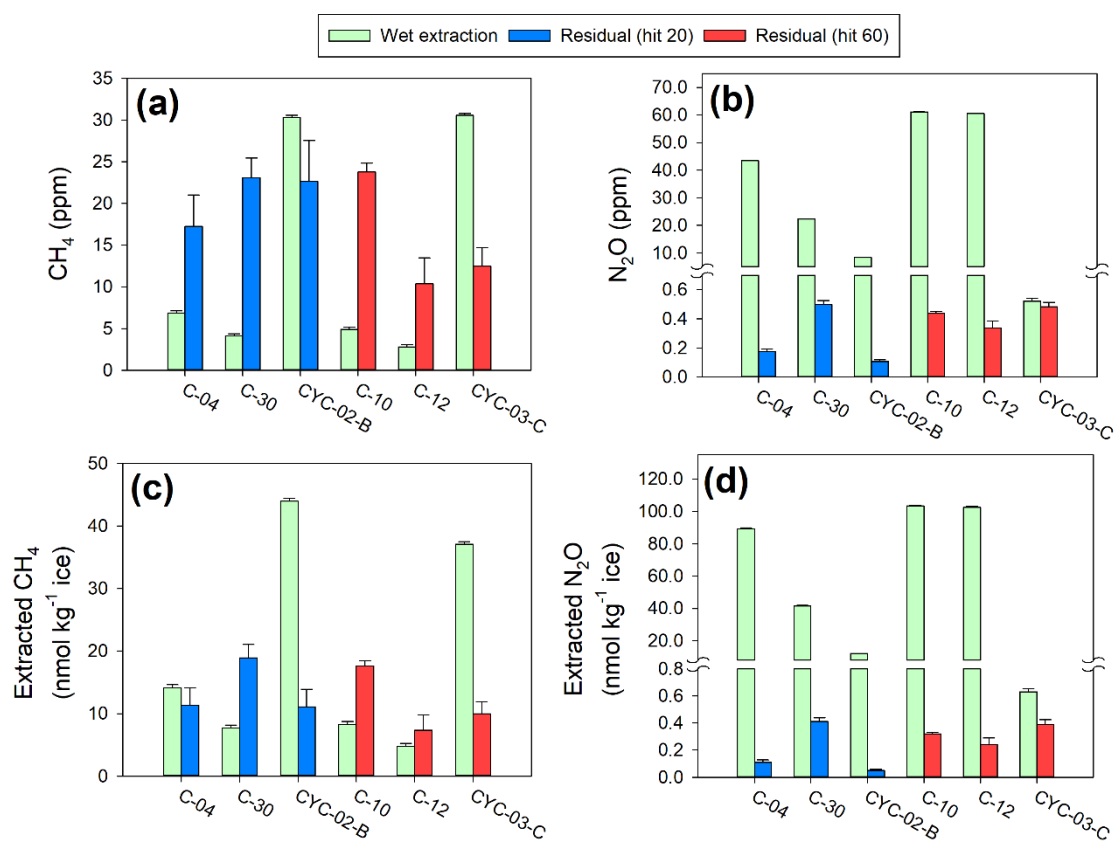 Wet extraction Residual (hit 20) Residual (hit 60)
(a)
CH₄ (ppm)
35
30
25
20
15
10
5
0
C-04 C-30 CYC-02-B C-10 C-12 CYC-03-C
(b)
N₂O (ppm)
70.0
60.0
50.0
40.0
30.0
20.0
10.0
0.6
0.4
0.2
0.0
C-04 C-30 CYC-02-B C-10 C-12 CYC-03-C
(c)
Extracted CH₄
(nmol kg⁻¹ ice)
50
40
30
20
10
0
C-04 C-30 CYC-02-B C-10 C-12 CYC-03-C
(d)
Extracted N₂O
(nmol kg⁻¹ ice)
120.0
100.0
80.0
60.0
40.0
20.0
0.8
0.6
0.4
0.2
0.0
C-04 C-30 CYC-02-B C-10 C-12 CYC-03-C